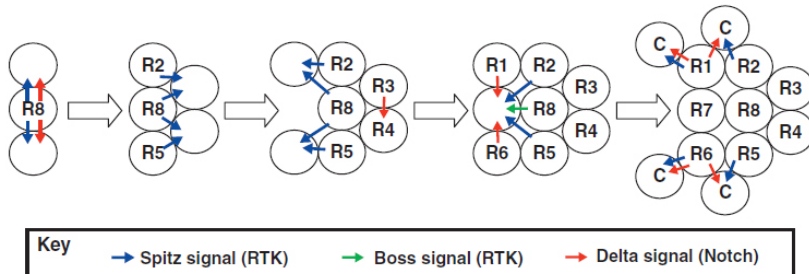 C
C
R2
R2
R1
R2
R1
R2
R3
R3
R3
R8
R8
R8
R8
R7
R8
R4
R4
R4
R5
R5
R6
R5
R6
R5
C
C
Key
Spitz signal (RTK)
Boss signal (RTK)
Delta signal (Notch)